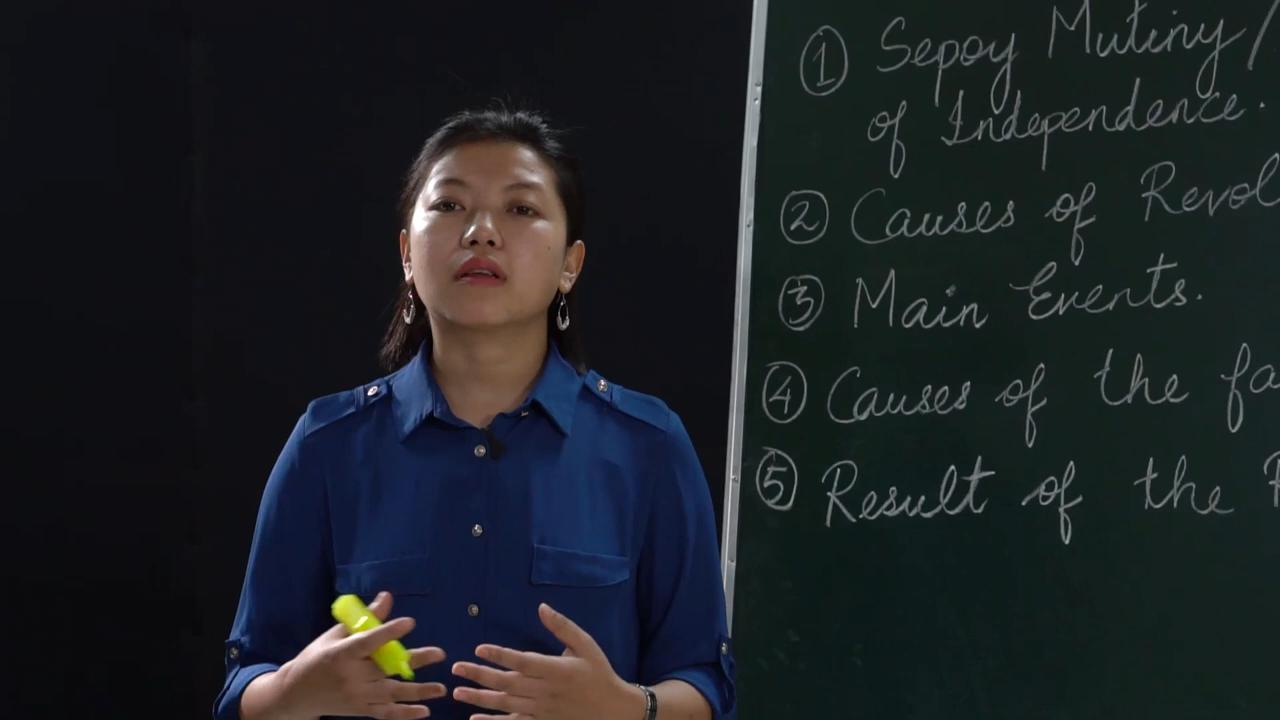 ① Sepoy Mutiny/
of Independence.
② Causes of Revol
③ Main Events.
④ Causes of the fa
⑤ Result of the